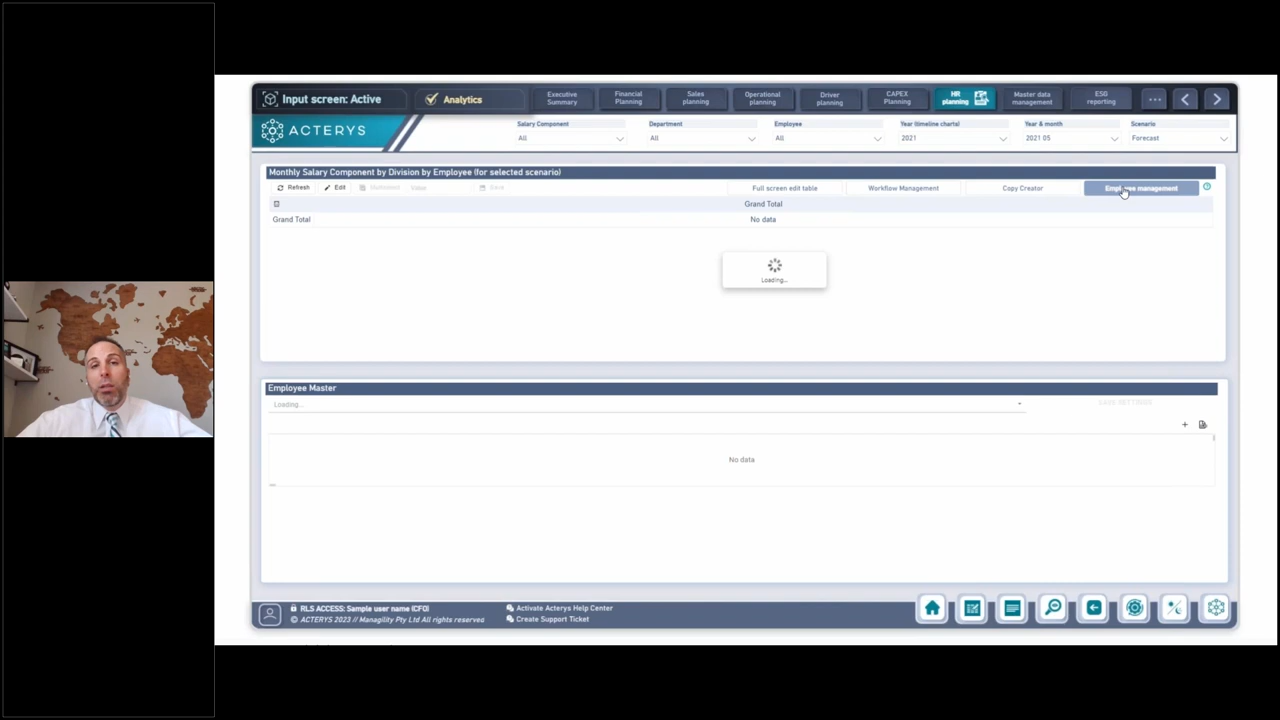 Input screen: Active
Analytics
Executive
Summary
Financial
Planning
Sales
planning
Operational
planning
Driver
planning
CAPEX
Planning
HR
planning
Master data
management
ESG
reporting
ACTERYS
Salary Component
All
Department
All
Employee
All
Year (timeline charts)
2021
Year & month
2021 05
Scenario
Forecast
Monthly Salary Component by Division by Employee (for selected scenario)
Refresh
Edit
Value
Save
Full screen edit table
Workflow Management
Copy Creator
Employee management
Grand Total
Grand Total
No data
Loading...
Employee Master
Loading...
No data
RLS ACCESS: Sample user name (CFO)
© ACTERYS 2023 // Managility Pty Ltd All rights reserved
Activate Acterys Help Center
Create Support Ticket